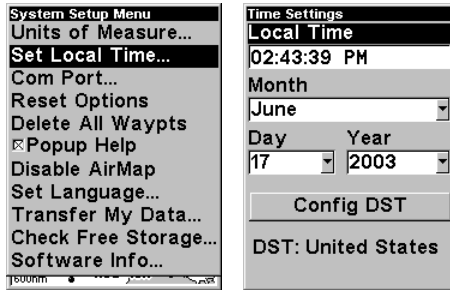 System Setup Menu
Units of Measure...
Set Local Time...
Com Port...
Reset Options
Delete All Waypts
Popup Help
Disable AirMap
Set Language...
Transfer My Data...
Check Free Storage...
Software Info...
Time Settings
Local Time
02:43:39 PM
Month
June
Day Year
17 2003
Config DST
DST: United States